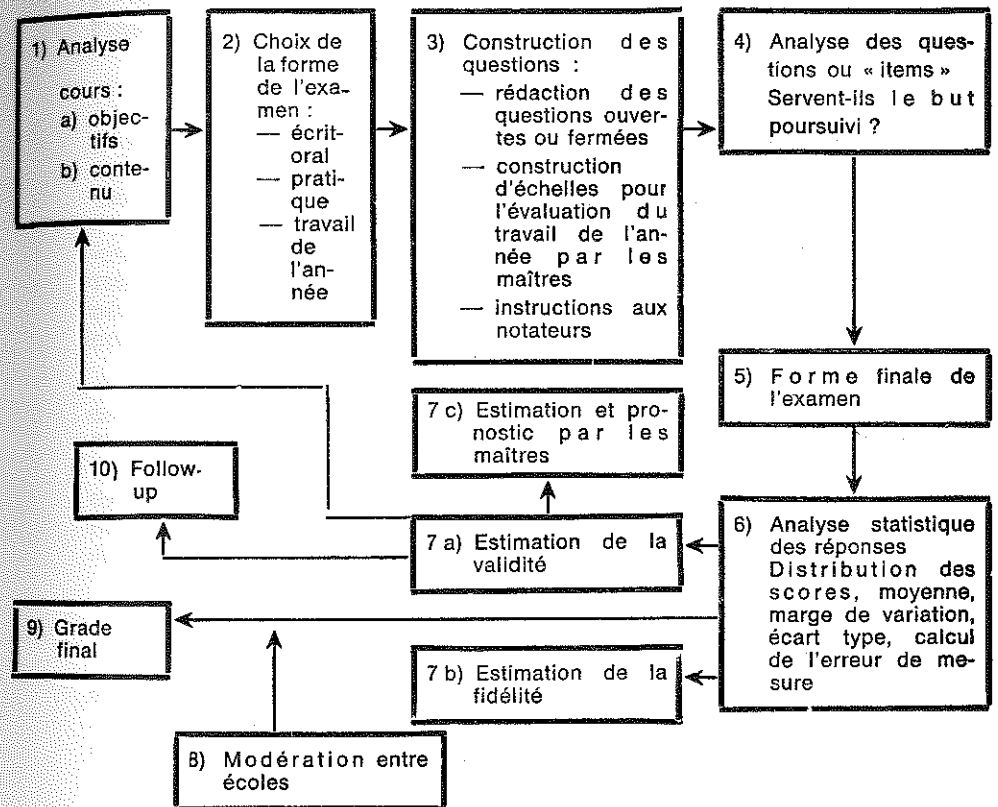 1) Analyse
cours :
a) objec-
tifs
b) conte-
nu
2) Choix de
la forme
de l'exa-
men :
— écrit-
oral
— prati-
que
— travail
de
l'an-
née
3) Construction des
questions :
— rédaction des
questions ouver-
tes ou fermées
— construction
d'échelles pour
l'évaluation du
travail de l'an-
née par les
maîtres
— instructions aux
notateurs
4) Analyse des ques-
tions ou « items »
Servent-ils le but
poursuivi ?
5) Forme finale de
l'examen
7 c) Estimation et pro-
nostic par les
maîtres
10) Follow-
up
7 a) Estimation de la
validité
6) Analyse statistique
des réponses
Distribution des
scores, moyenne,
marge de variation,
écart type, calcul
de l'erreur de me-
sure
9) Grade
final
7 b) Estimation de la
fidélité
8) Modération entre
écoles